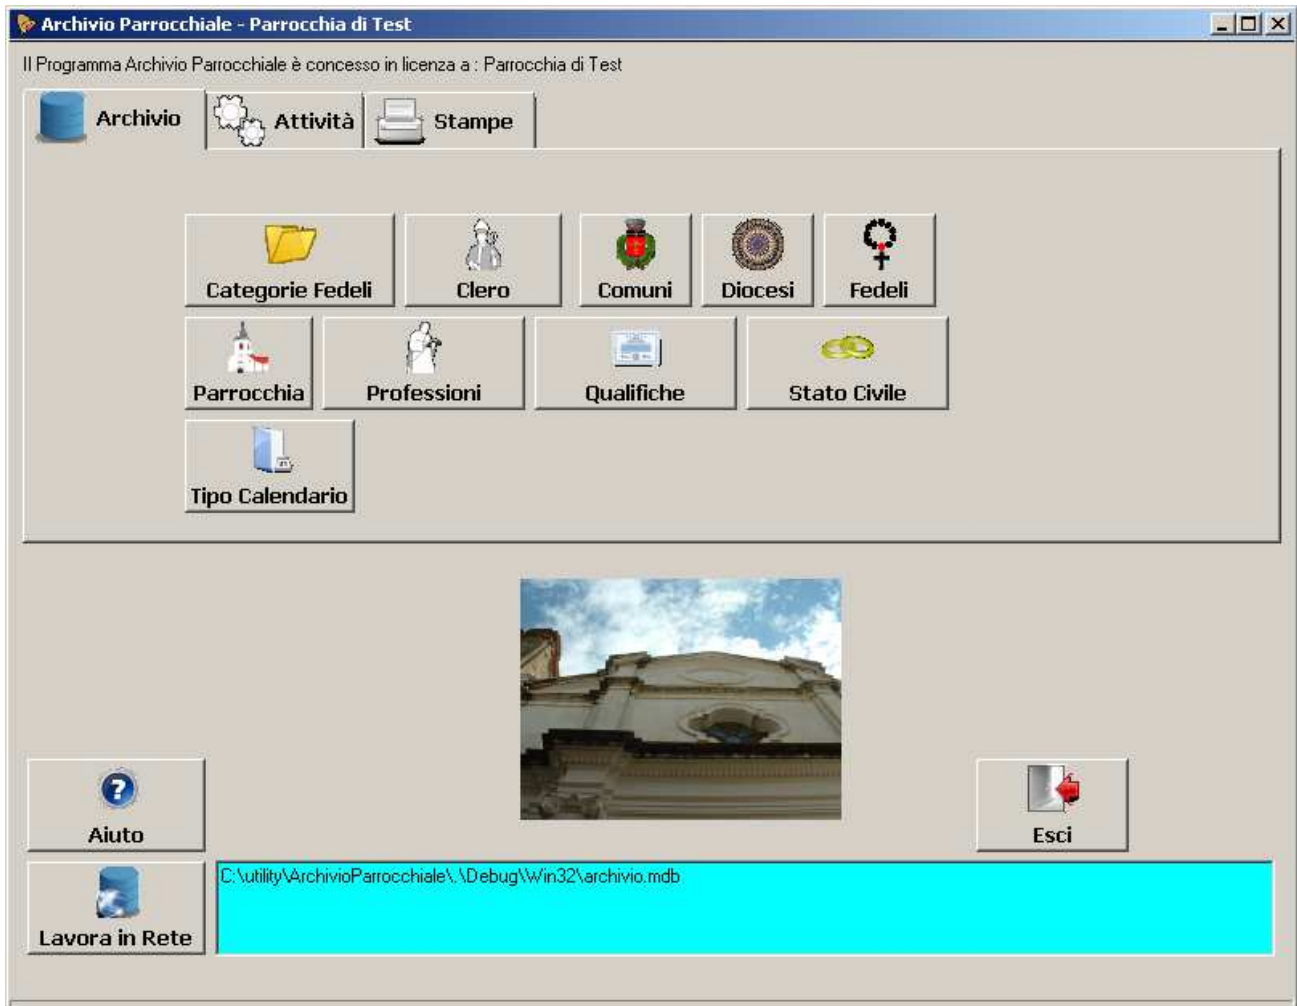 Archivio Parrocchiale - Parrocchia di Test
Il Programma Archivio Parrocchiale è concesso in licenza a : Parrocchia di Test
Archivio Attività Stampe
Categorie Fedeli Clero Comuni Diocesi Fedeli
Parrocchia Professioni Qualifiche Stato Civile
Tipo Calendario
Aiuto Esci
C:\utility\ArchivioParrocchiale\.\Debug\Win32\archivio.mdb
Lavora in Rete